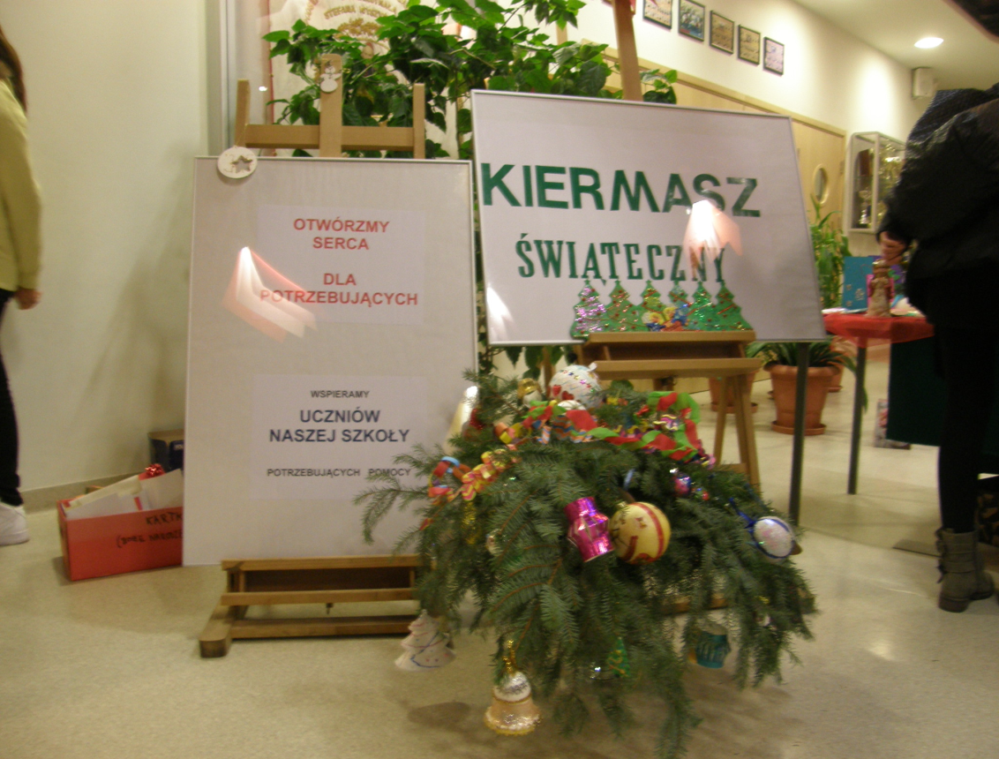 OTWÓRZMY
SERCA
DLA
POTRZEBUJĄCYCH
WSPIERAMY
UCZNIÓW
NASZEJ SZKOŁY
POTRZEBUJĄCYCH POMOCY
KIERMASZ
ŚWIĄTECZNY